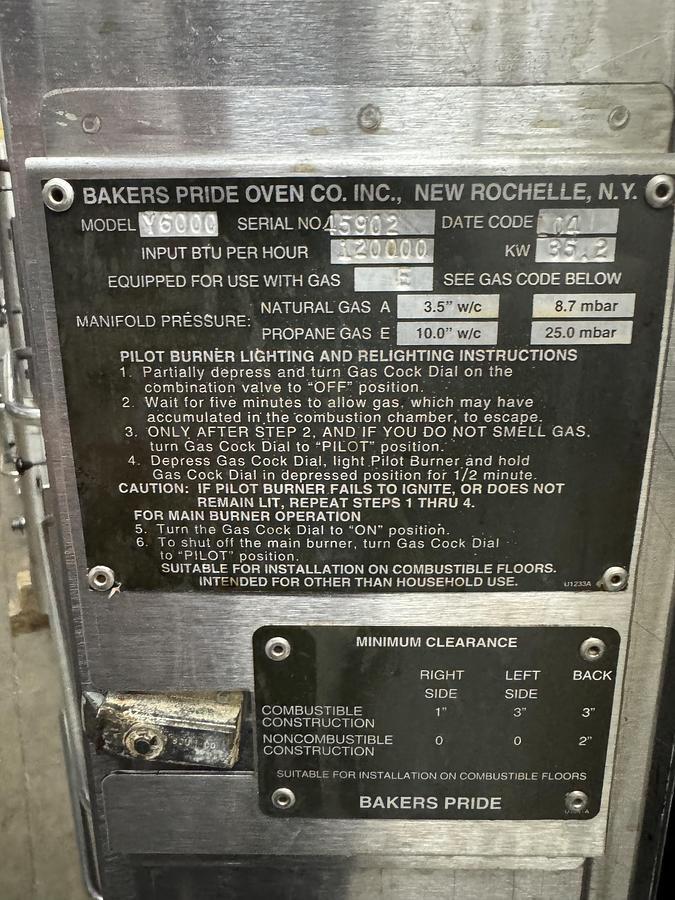 BAKERS PRIDE OVEN CO. INC., NEW ROCHELLE, N.Y.
MODEL Y6000 SERIAL NO 45902 DATE CODE 04
INPUT BTU PER HOUR 120000 KW 35.2
EQUIPPED FOR USE WITH GAS E SEE GAS CODE BELOW
MANIFOLD PRESSURE: NATURAL GAS A 3.5" w/c 8.7 mbar
PROPANE GAS E 10.0" w/c 25.0 mbar
PILOT BURNER LIGHTING AND RELIGHTING INSTRUCTIONS
1. Partially depress and turn Gas Cock Dial on the
combination valve to "OFF" position.
2. Wait for five minutes to allow gas, which may have
accumulated in the combustion chamber, to escape.
3. ONLY AFTER STEP 2, AND IF YOU DO NOT SMELL GAS,
turn Gas Cock Dial to "PILOT" position.
4. Depress Gas Cock Dial, light Pilot Burner and hold
Gas Cock Dial in depressed position for 1/2 minute.
CAUTION: IF PILOT BURNER FAILS TO IGNITE, OR DOES NOT
REMAIN LIT, REPEAT STEPS 1 THRU 4.
FOR MAIN BURNER OPERATION
5. Turn the Gas Cock Dial to "ON" position.
6. To shut off the main burner, turn Gas Cock Dial
to "PILOT" position.
SUITABLE FOR INSTALLATION ON COMBUSTIBLE FLOORS.
INTENDED FOR OTHER THAN HOUSEHOLD USE.
U1233A
MINIMUM CLEARANCE
RIGHT LEFT BACK
SIDE SIDE
COMBUSTIBLE CONSTRUCTION 1" 3" 3"
NONCOMBUSTIBLE CONSTRUCTION 0 0 2"
SUITABLE FOR INSTALLATION ON COMBUSTIBLE FLOORS
BAKERS PRIDE